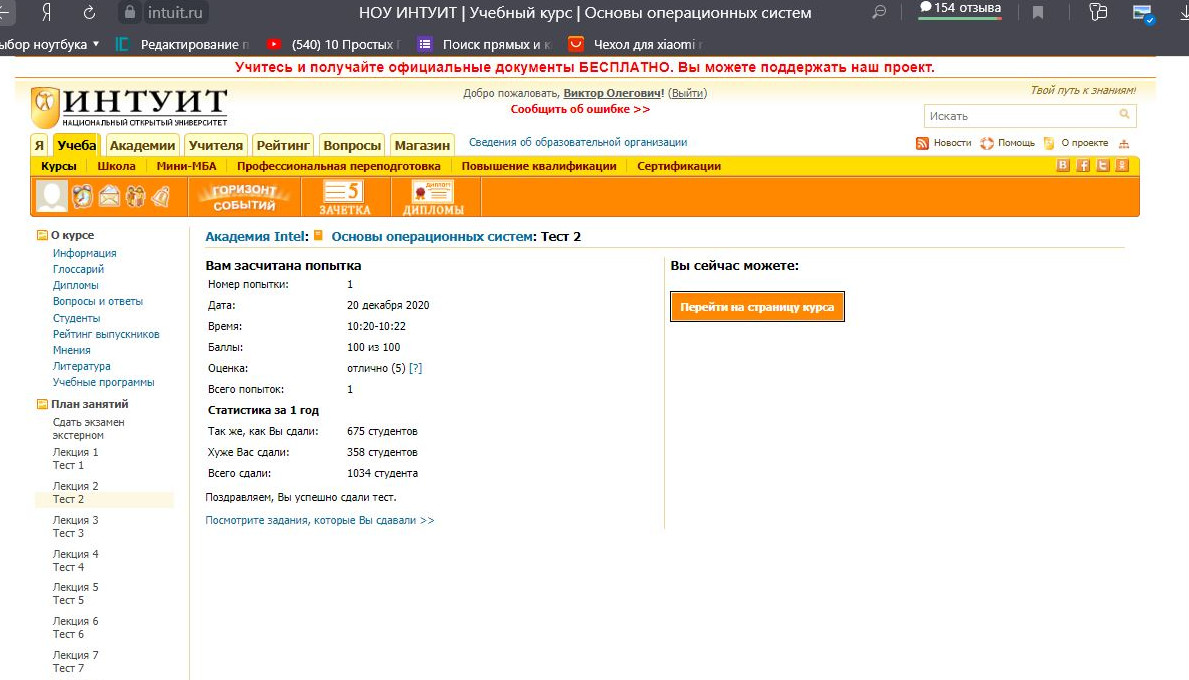 intuit.ru НОУ ИНТУИТ | Учебный курс | Основы операционных систем 154 отзыва
ыбор ноутбука Редактирование (540) 10 Простых Поиск прямых и Чехол для xiaomi
Учитесь и получайте официальные документы БЕСПЛАТНО. Вы можете поддержать наш проект.
Добро пожаловать, Виктор Олегович! (Выйти)
Твой путь к знаниям!
ИНТУИТ
НАЦИОНАЛЬНЫЙ ОТКРЫТЫЙ УНИВЕРСИТЕТ
Сообщить об ошибке >>
Искать
Я Учеба Академии Учителя Рейтинг Вопросы Магазин Сведения об образовательной организации Новости Помощь О проекте
Курсы Школа Мини-МБА Профессиональная переподготовка Повышение квалификации Сертификации
ГОРИЗОНТ
СОБЫТИЙ
5
ЗАЧЕТКА
ДИПЛОМ
ДИПЛОМЫ
О курсе
Информация
Глоссарий
Дипломы
Вопросы и ответы
Студенты
Рейтинг выпускников
Мнения
Литература
Учебные программы
План занятий
Сдать экзамен
экстерном
Лекция 1
Тест 1
Лекция 2
Тест 2
Лекция 3
Тест 3
Лекция 4
Тест 4
Лекция 5
Тест 5
Лекция 6
Тест 6
Лекция 7
Тест 7
Академия Intel: Основы операционных систем: Тест 2
Вам засчитана попытка
Номер попытки: 1
Дата: 20 декабря 2020
Время: 10:20-10:22
Баллы: 100 из 100
Оценка: отлично (5) [?]
Всего попыток: 1
Статистика за 1 год
Так же, как Вы сдали: 675 студентов
Хуже Вас сдали: 358 студентов
Всего сдали: 1034 студента
Поздравляем, Вы успешно сдали тест.
Посмотрите задания, которые Вы сдавали >>
Вы сейчас можете:
Перейти на страницу курса